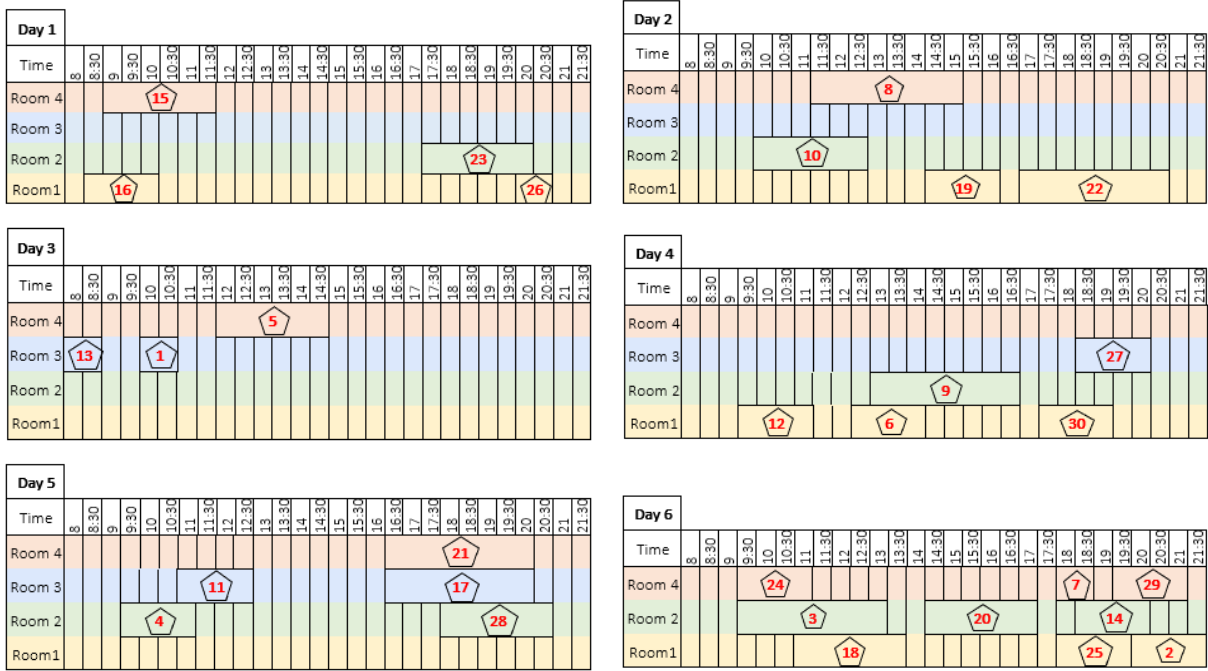 Day 1
Time 8 8:30 9 9:30 10 10:30 11 11:30 12 12:30 13 13:30 14 14:30 15 15:30 16 16:30 17 17:30 18 18:30 19 19:30 20 20:30 21 21:30
Room 4 15
Room 3
Room 2 23
Room1 16 26
Day 2
Time 8 8:30 9 9:30 10 10:30 11 11:30 12 12:30 13 13:30 14 14:30 15 15:30 16 16:30 17 17:30 18 18:30 19 19:30 20 20:30 21 21:30
Room 4 8
Room 3
Room 2 10
Room1 19 22
Day 3
Time 8 8:30 9 9:30 10 10:30 11 11:30 12 12:30 13 13:30 14 14:30 15 15:30 16 16:30 17 17:30 18 18:30 19 19:30 20 20:30 21 21:30
Room 4 5
Room 3 13 1
Room 2
Room1
Day 4
Time 8 8:30 9 9:30 10 10:30 11 11:30 12 12:30 13 13:30 14 14:30 15 15:30 16 16:30 17 17:30 18 18:30 19 19:30 20 20:30 21 21:30
Room 4
Room 3 27
Room 2 9
Room1 12 6 30
Day 5
Time 8 8:30 9 9:30 10 10:30 11 11:30 12 12:30 13 13:30 14 14:30 15 15:30 16 16:30 17 17:30 18 18:30 19 19:30 20 20:30 21 21:30
Room 4 21
Room 3 11 17
Room 2 4 28
Room1
Day 6
Time 8 8:30 9 9:30 10 10:30 11 11:30 12 12:30 13 13:30 14 14:30 15 15:30 16 16:30 17 17:30 18 18:30 19 19:30 20 20:30 21 21:30
Room 4 24 7 29
Room 2 3 20 14
Room1 18 25 2